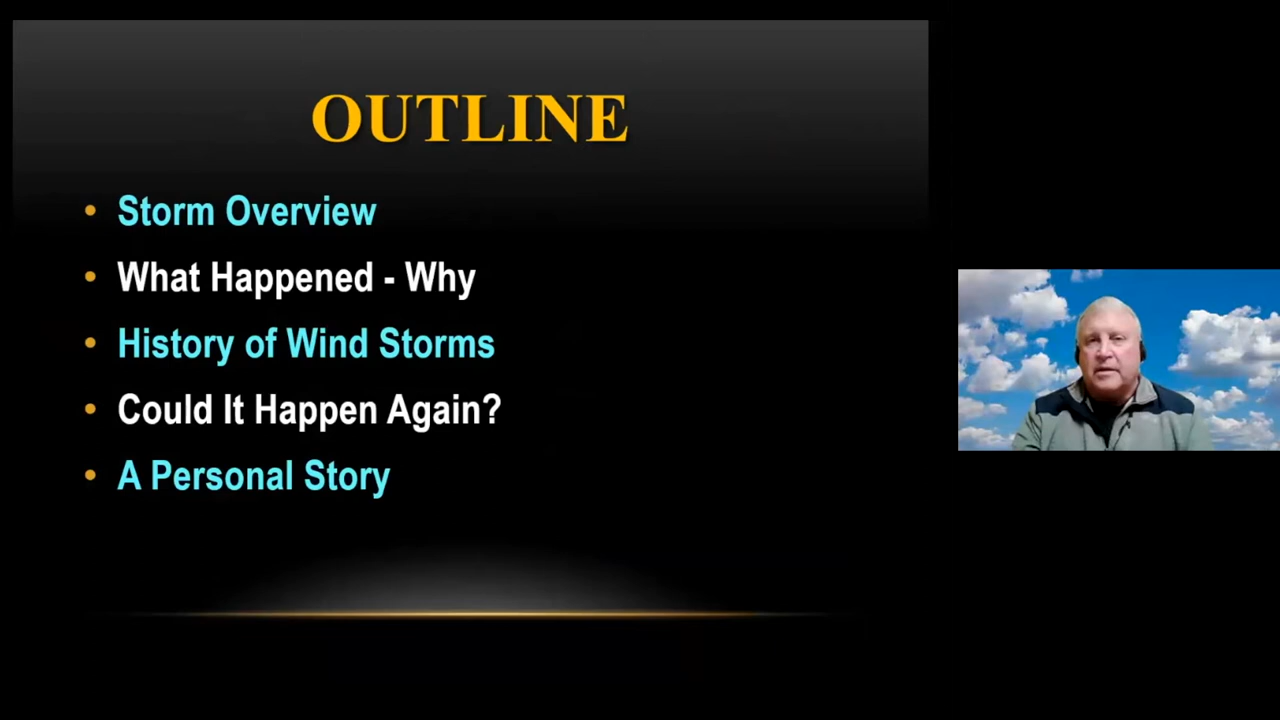 OUTLINE
• Storm Overview
• What Happened - Why
• History of Wind Storms
• Could It Happen Again?
• A Personal Story